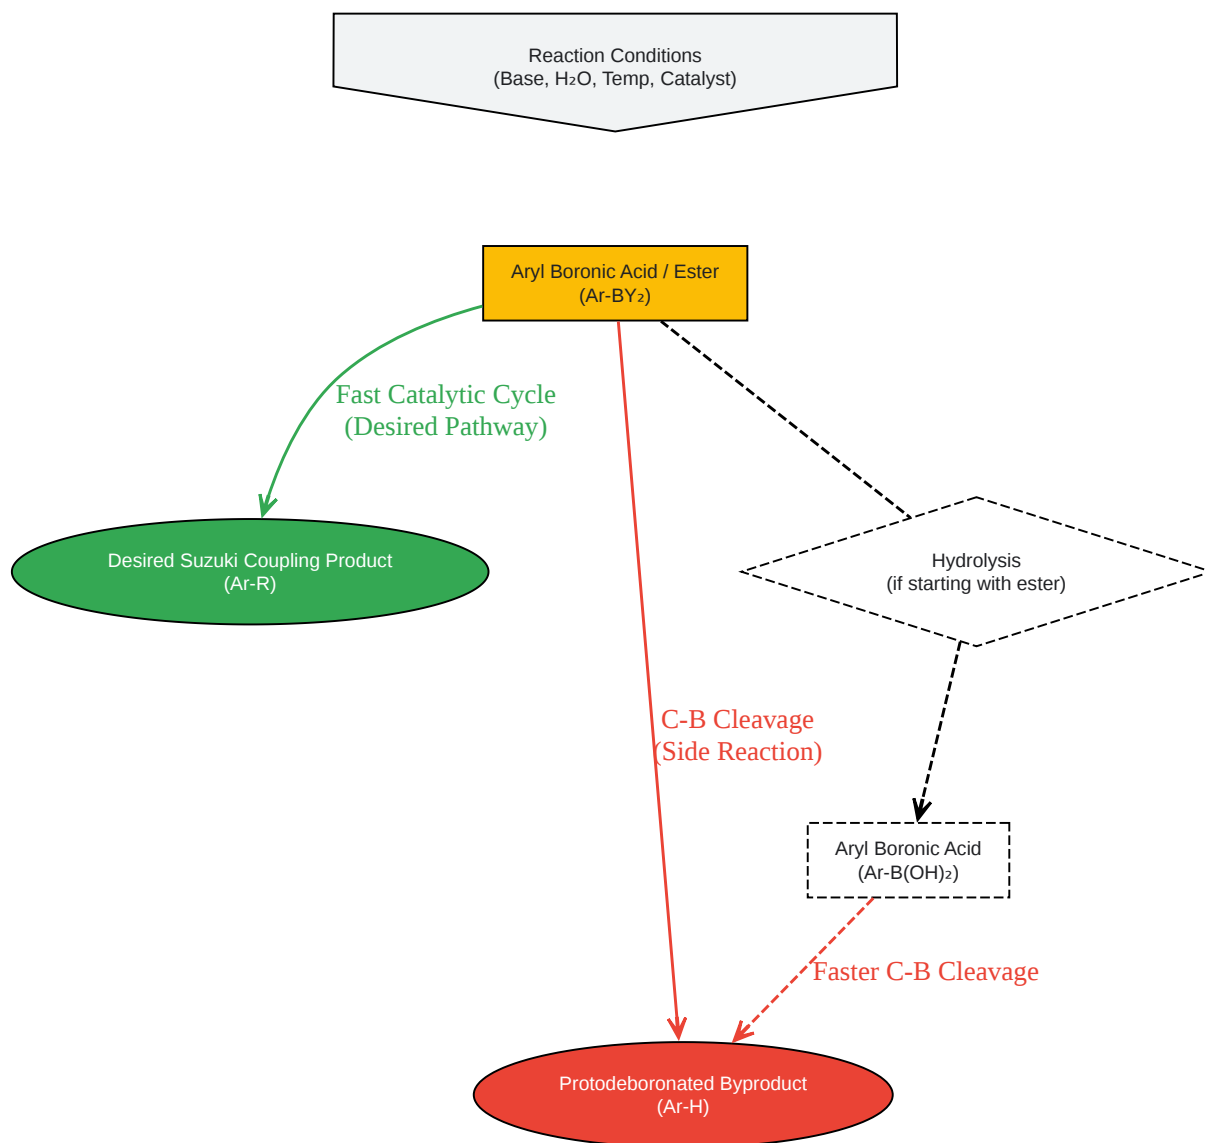 Reaction Conditions
(Base, H₂O, Temp, Catalyst)
Aryl Boronic Acid / Ester
(Ar-BY₂)
Fast Catalytic Cycle
(Desired Pathway)
Desired Suzuki Coupling Product
(Ar-R)
Hydrolysis
(if starting with ester)
C-B Cleavage
(Side Reaction)
Aryl Boronic Acid
(Ar-B(OH)₂)
Faster C-B Cleavage
Protodeboronated Byproduct
(Ar-H)